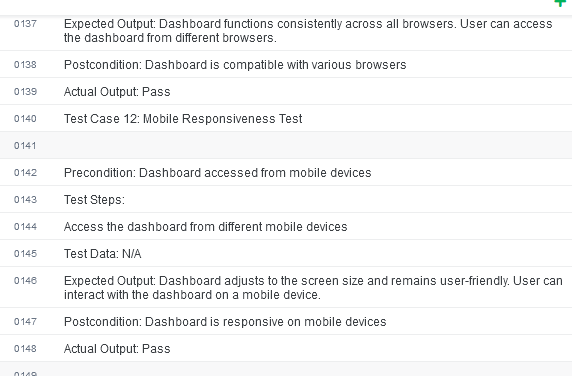 0137 Expected Output: Dashboard functions consistently across all browsers. User can access
the dashboard from different browsers.
0138 Postcondition: Dashboard is compatible with various browsers
0139 Actual Output: Pass
0140 Test Case 12: Mobile Responsiveness Test
0141
0142 Precondition: Dashboard accessed from mobile devices
0143 Test Steps:
0144 Access the dashboard from different mobile devices
0145 Test Data: N/A
0146 Expected Output: Dashboard adjusts to the screen size and remains user-friendly. User can
interact with the dashboard on a mobile device.
0147 Postcondition: Dashboard is responsive on mobile devices
0148 Actual Output: Pass
0149